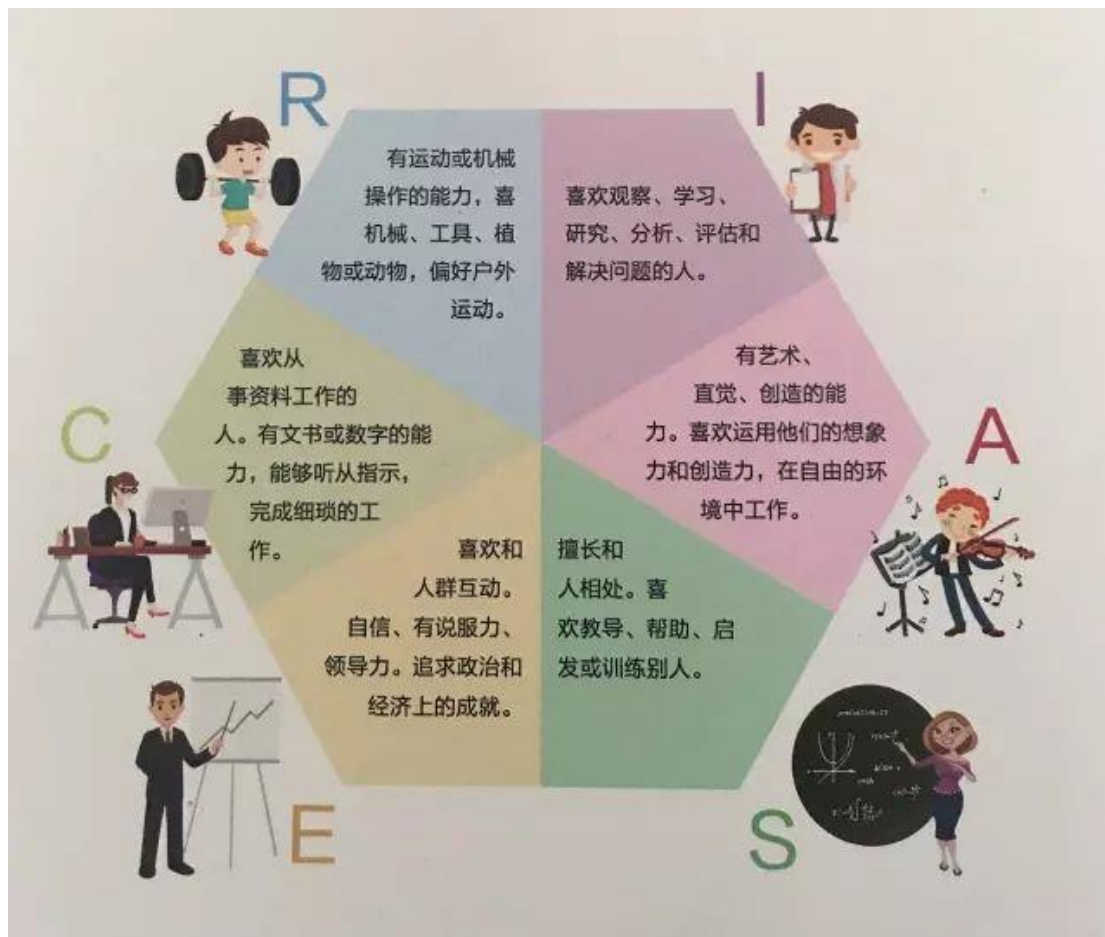 R
有运动或机械
操作的能力，喜
机械、工具、植
物或动物，偏好户外
运动。
I
喜欢观察、学习、
研究、分析、评估和
解决问题的人。
A
有艺术、
直觉、创造的能
力。喜欢运用他们的想象
力和创造力，在自由的环
境中工作。
S
擅长和
人相处。喜
欢教导、帮助、启
发或训练别人。
E
喜欢和
人群互动。
自信、有说服力、
领导力。追求政治和
经济上的成就。
C
喜欢从
事资料工作的
人。有文书或数字的能
力，能够听从指示，
完成细琐的工
作。